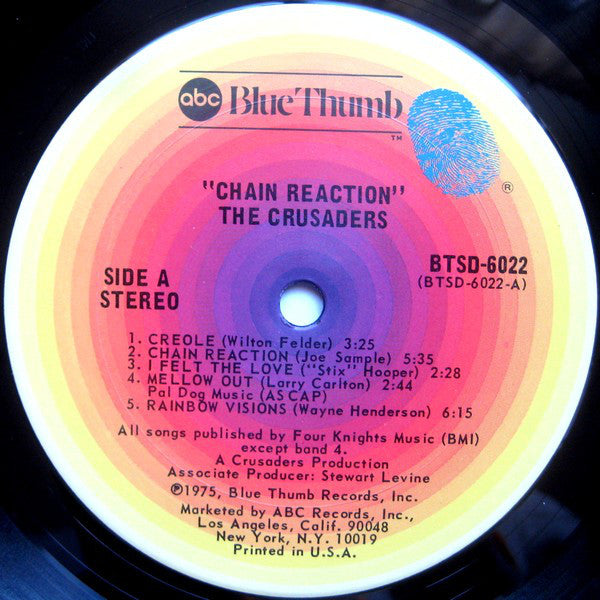 abc Blue Thumb
TM
®
"CHAIN REACTION"
THE CRUSADERS
SIDE A
STEREO
BTSD-6022
(BTSD-6022-A)
1. CREOLE (Wilton Felder) 3:25
2. CHAIN REACTION (Joe Sample) 5:35
3. I FELT THE LOVE ("Stix" Hooper) 2:28
4. MELLOW OUT (Larry Carlton) 2:44
Pal Dog Music (ASCAP)
5. RAINBOW VISIONS (Wayne Henderson) 6:15
All songs published by Four Knights Music (BMI)
except band 4.
A Crusaders Production
Associate Producer: Stewart Levine
℗1975, Blue Thumb Records, Inc.
Marketed by ABC Records, Inc.,
Los Angeles, Calif. 90048
New York, N.Y. 10019
Printed in U.S.A.